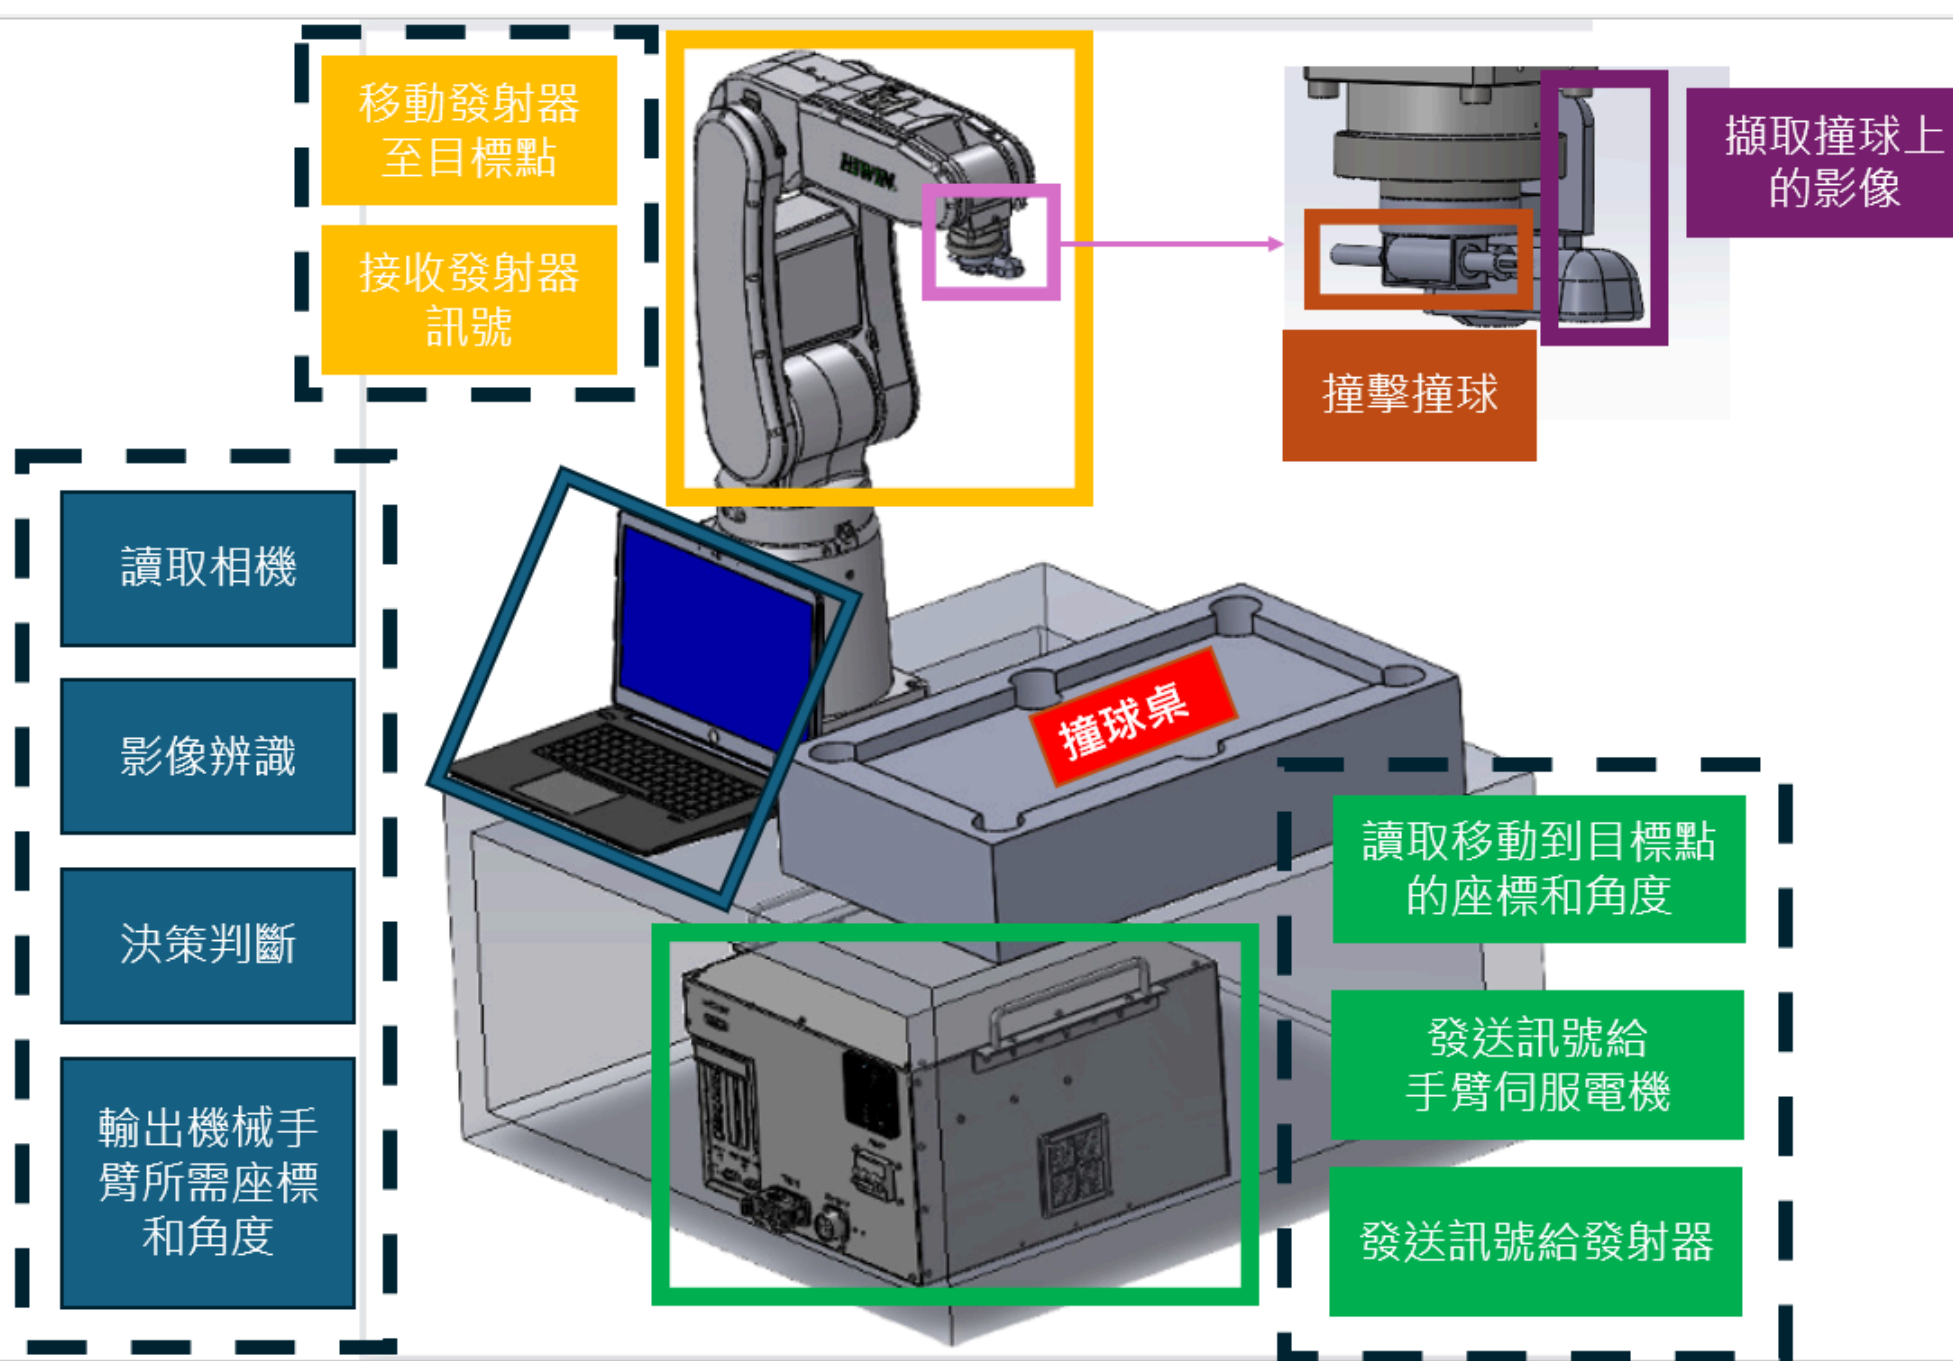 移動發射器
至目標點
接收發射器
訊號
HIWIN
擷取撞球上
的影像
撞擊撞球
讀取相機
影像辨識
決策判斷
輸出機械手
臂所需座標
和角度
撞球桌
讀取移動到目標點
的座標和角度
發送訊號給
手臂伺服電機
發送訊號給發射器